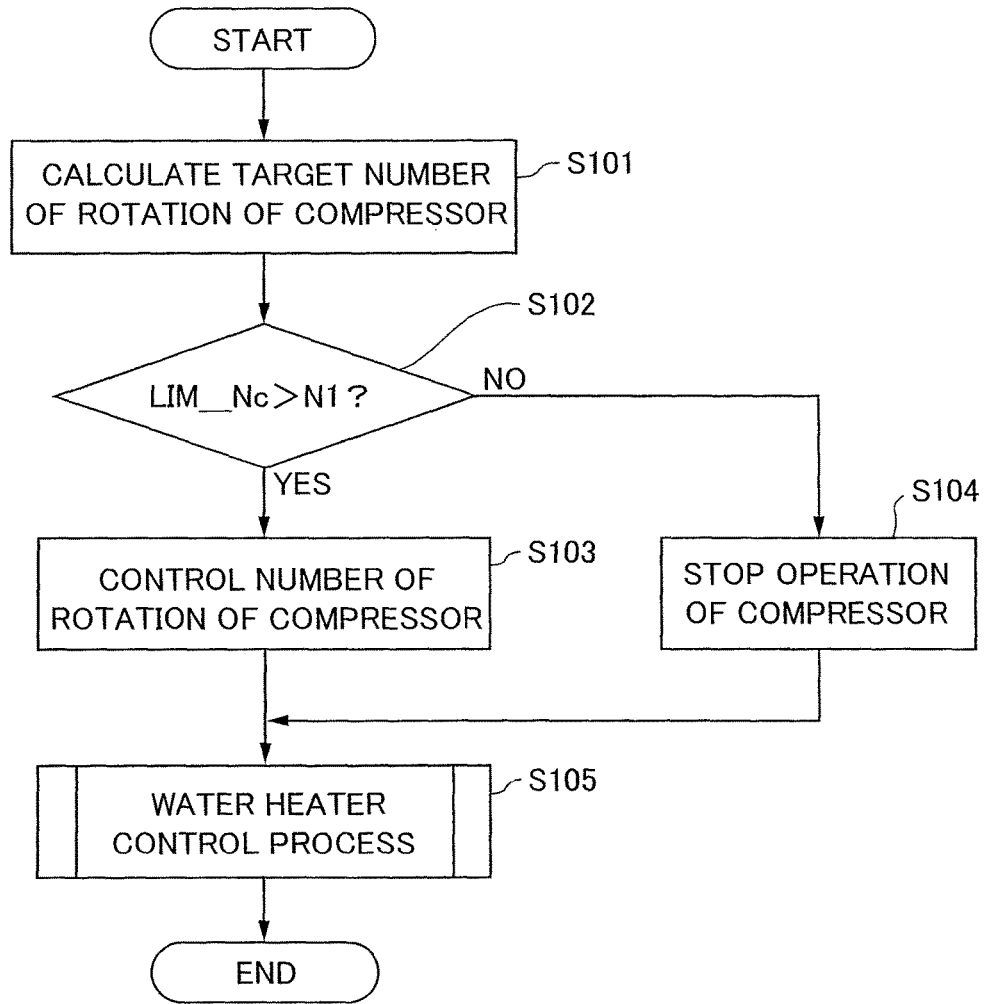 START
CALCULATE TARGET NUMBER
OF ROTATION OF COMPRESSOR
S101
S102
LIM__Nc>N1?
NO
YES
S103
CONTROL NUMBER OF
ROTATION OF COMPRESSOR
S104
STOP OPERATION
OF COMPRESSOR
S105
WATER HEATER
CONTROL PROCESS
END